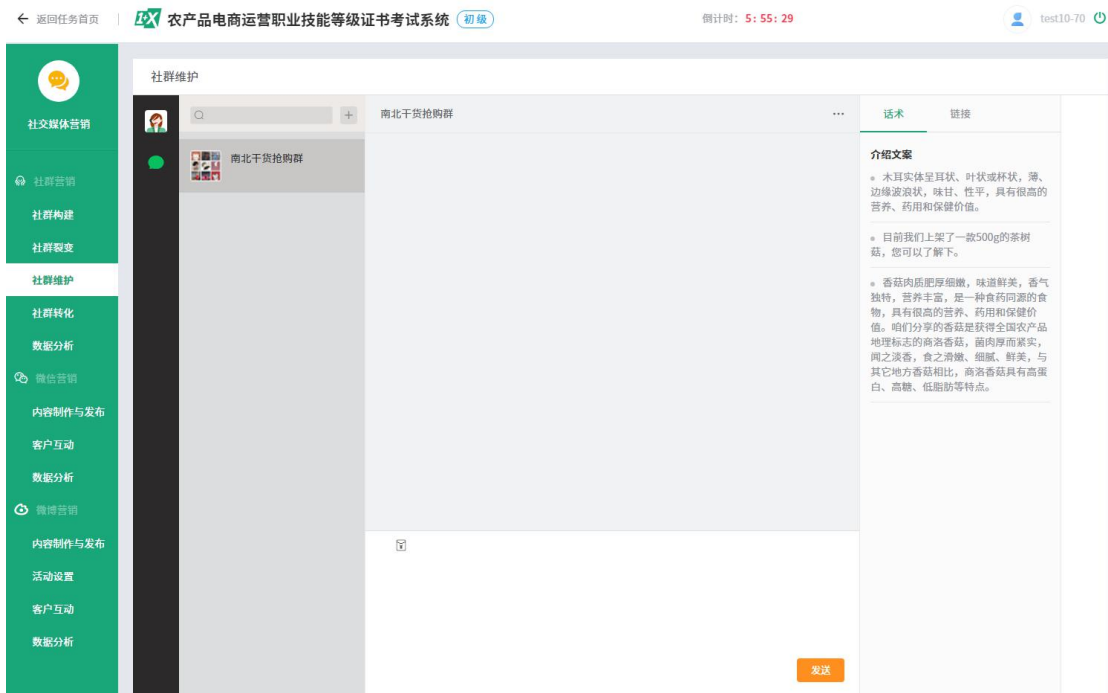 返回任务首页
1+X 农产品电商运营职业技能等级证书考试系统 初级
倒计时: 5: 55: 29
test10-70
社交媒体营销
社群营销
社群构建
社群裂变
社群维护
社群转化
数据分析
微信营销
内容制作与发布
客户互动
数据分析
微博营销
内容制作与发布
活动设置
客户互动
数据分析
社群维护
南北干货抢购群
南北干货抢购群
发送
话术
链接
介绍文案
木耳实体呈耳状、叶状或杯状，薄、
边缘波浪状，味甘、性平，具有很高的
营养、药用和保健价值。
目前我们上架了一款500g的茶树
菇，您可以了解下。
香菇肉质肥厚细嫩，味道鲜美，香气
独特，营养丰富，是一种食药同源的食
物，具有很高的营养、药用和保健价
值。咱们分享的香菇是获得全国农产品
地理标志的商洛香菇，菌肉厚而紧实，
闻之淡香，食之滑嫩、细腻、鲜美，与
其它地方香菇相比，商洛香菇具有高蛋
白、高糖、低脂肪等特点。